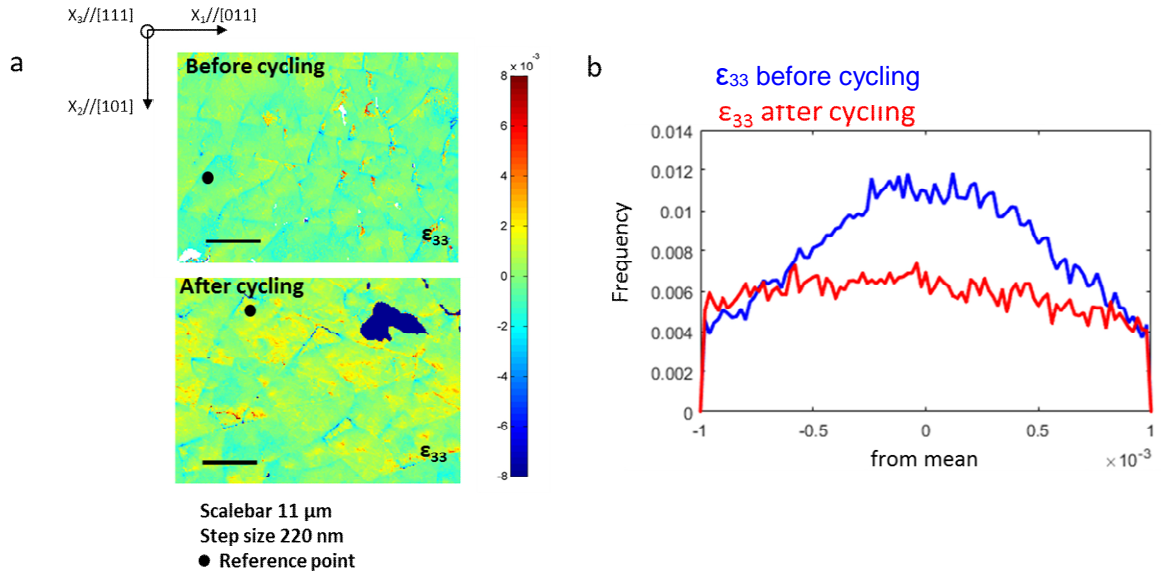 X₃//[111]
X₁//[011]
X₂//[101]
a
Before cycling
ε₃₃
After cycling
ε₃₃
× 10⁻³
8
6
4
2
0
-2
-4
-6
-8
Scalebar 11 µm
Step size 220 nm
Reference point
b
ε₃₃ before cycling
ε₃₃ after cycling
0.014
0.012
0.01
0.008
0.006
0.004
0.002
0
Frequency
-1
-0.5
0
0.5
1
from mean
×10⁻³